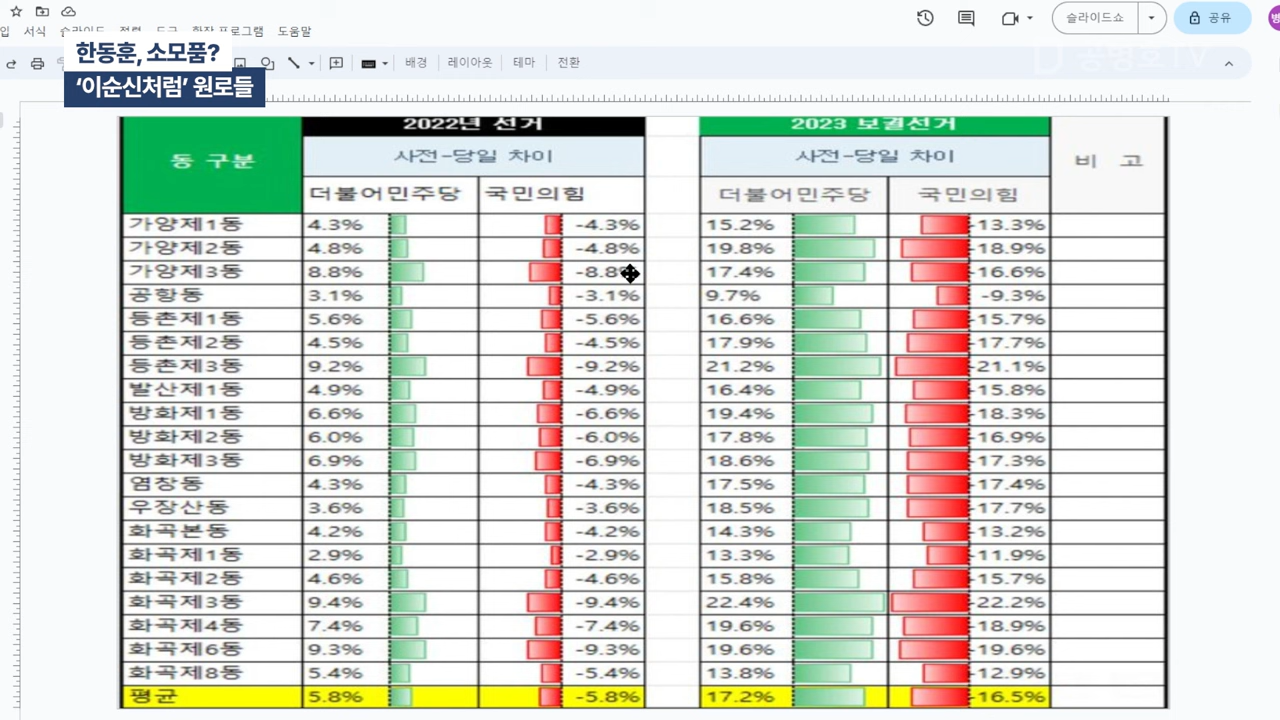 슬라이드쇼
공유
서식
도움말
한동훈, 소모품?
‘이순신처럼’ 원로들
배경
레이아웃
테마
전환
공병호TV
2022년 선거
2023 보궐선거
동 구분
사전-당일 차이
사전-당일 차이
비 고
더불어민주당 국민의힘
더불어민주당 국민의힘
가양제1동 4.3% -4.3% 15.2% -13.3%
가양제2동 4.8% -4.8% 19.8% -18.9%
가양제3동 8.8% -8.8% 17.4% -16.6%
공항동 3.1% -3.1% 9.7% -9.3%
등촌제1동 5.6% -5.6% 16.6% -15.7%
등촌제2동 4.5% -4.5% 17.9% -17.7%
등촌제3동 9.2% -9.2% 21.2% -21.1%
발산제1동 4.9% -4.9% 16.4% -15.8%
방화제1동 6.6% -6.6% 19.4% -18.3%
방화제2동 6.0% -6.0% 17.8% -16.9%
방화제3동 6.9% -6.9% 18.6% -17.3%
염창동 4.3% -4.3% 17.5% -17.4%
우장산동 3.6% -3.6% 18.5% -17.7%
화곡본동 4.2% -4.2% 14.3% -13.2%
화곡제1동 2.9% -2.9% 13.3% -11.9%
화곡제2동 4.6% -4.6% 15.8% -15.7%
화곡제3동 9.4% -9.4% 22.4% -22.2%
화곡제4동 7.4% -7.4% 19.6% -18.9%
화곡제6동 9.3% -9.3% 19.6% -19.6%
화곡제8동 5.4% -5.4% 13.8% -12.9%
평균 5.8% -5.8% 17.2% -16.5%